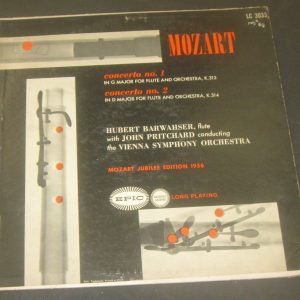 LC 3033
MOZART
concerto no. 1
IN G MAJOR FOR FLUTE AND ORCHESTRA, K.313
concerto no. 2
IN D MAJOR FOR FLUTE AND ORCHESTRA, K.314
HUBERT BARWAHSER, flute
with JOHN PRITCHARD conducting
the VIENNA SYMPHONY ORCHESTRA
MOZART JUBILEE EDITION 1956
EPIC
LONG PLAYING